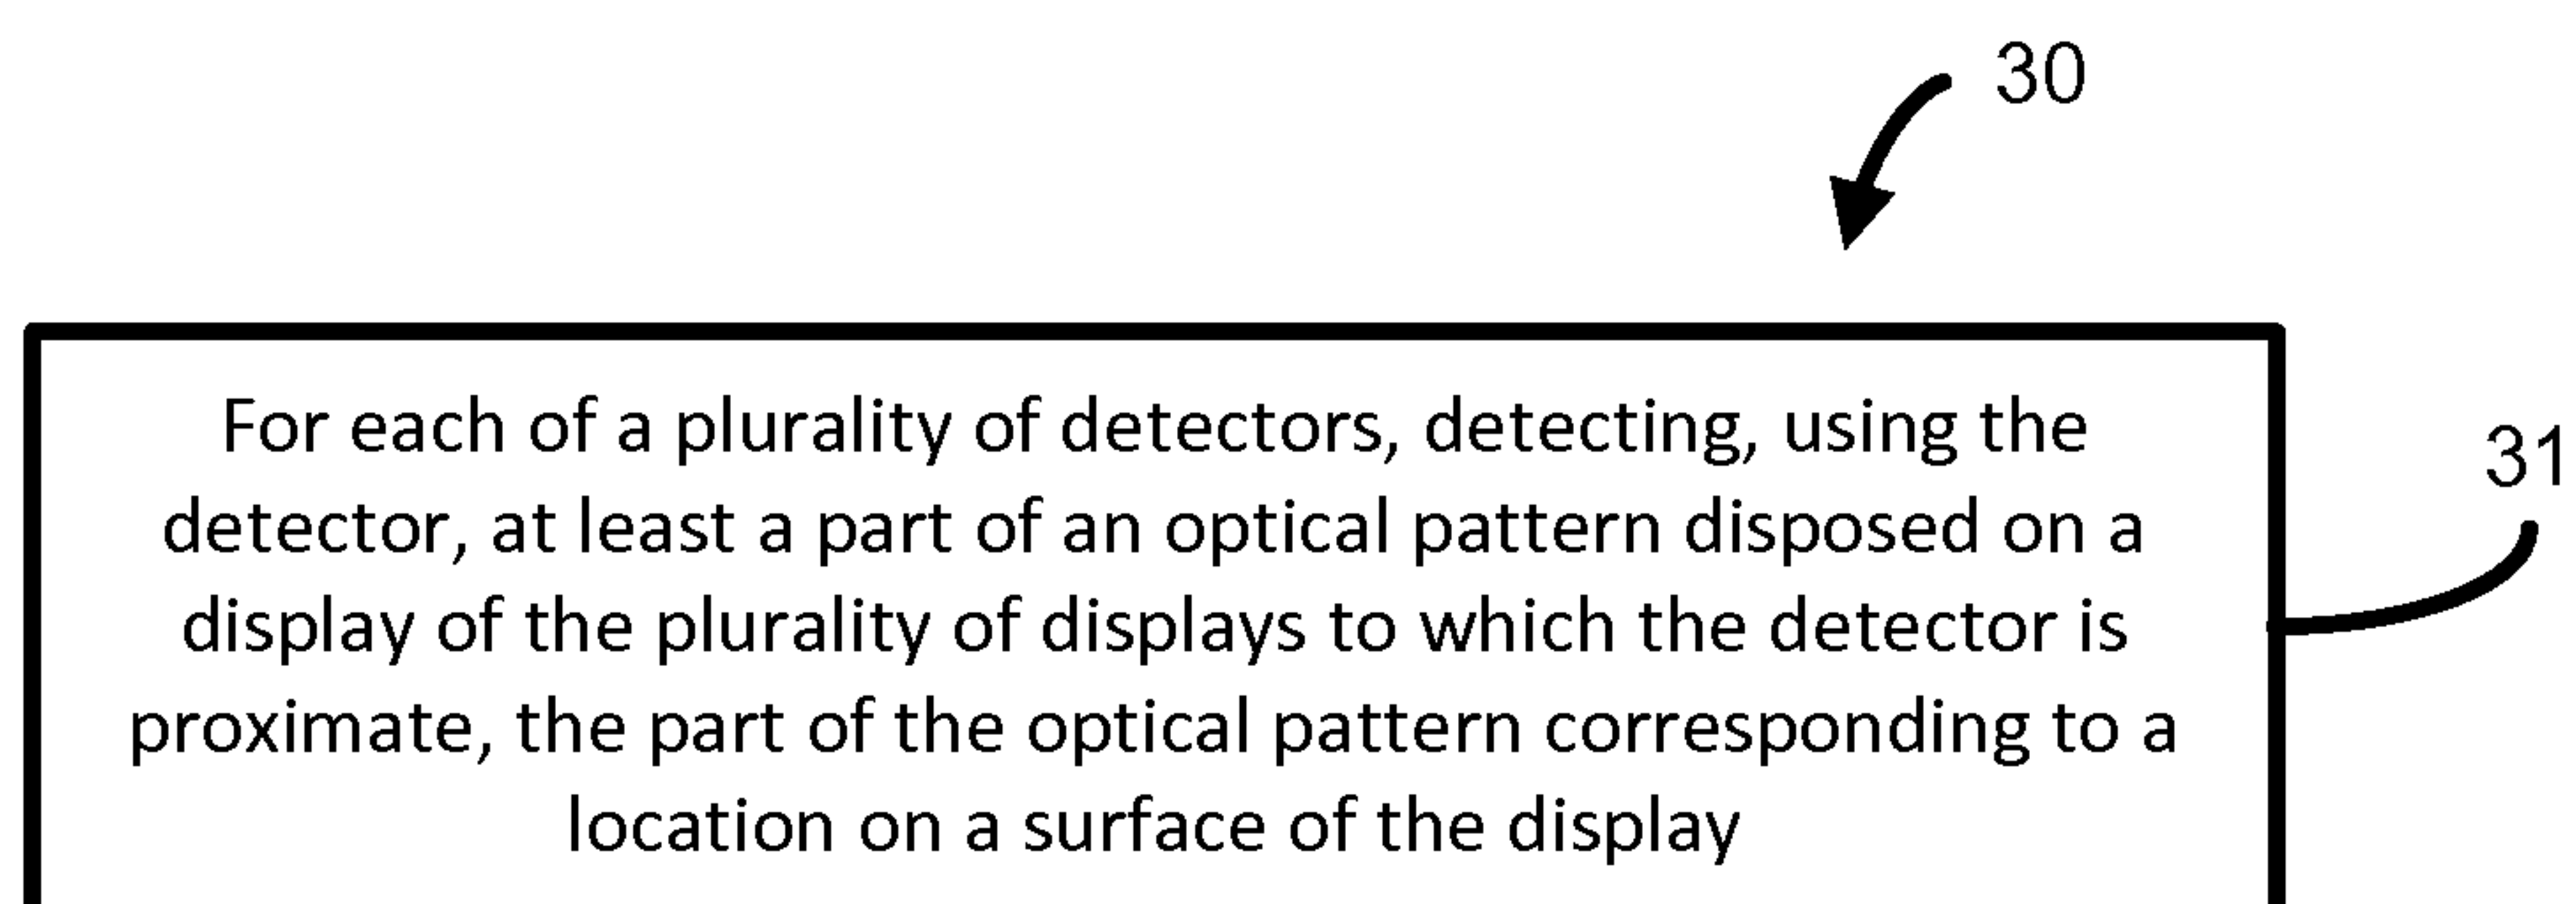 30
For each of a plurality of detectors, detecting, using the
31
detector, at least a part of an optical pattern disposed on a
display of the plurality of displays to which the detector is
proximate, the part of the optical pattern corresponding to a
location on a surface of the display